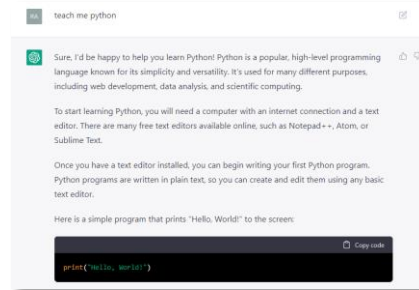 RA teach me python
Sure, I'd be happy to help you learn Python! Python is a popular, high-level programming
language known for its simplicity and versatility. It's used for many different purposes,
including web development, data analysis, and scientific computing.
To start learning Python, you will need a computer with an internet connection and a text
editor. There are many free text editors available online, such as Notepad++, Atom, or
Sublime Text.
Once you have a text editor installed, you can begin writing your first Python program.
Python programs are written in plain text, so you can create and edit them using any basic
text editor.
Here is a simple program that prints "Hello, World!" to the screen:
Copy code
print("Hello, World!")